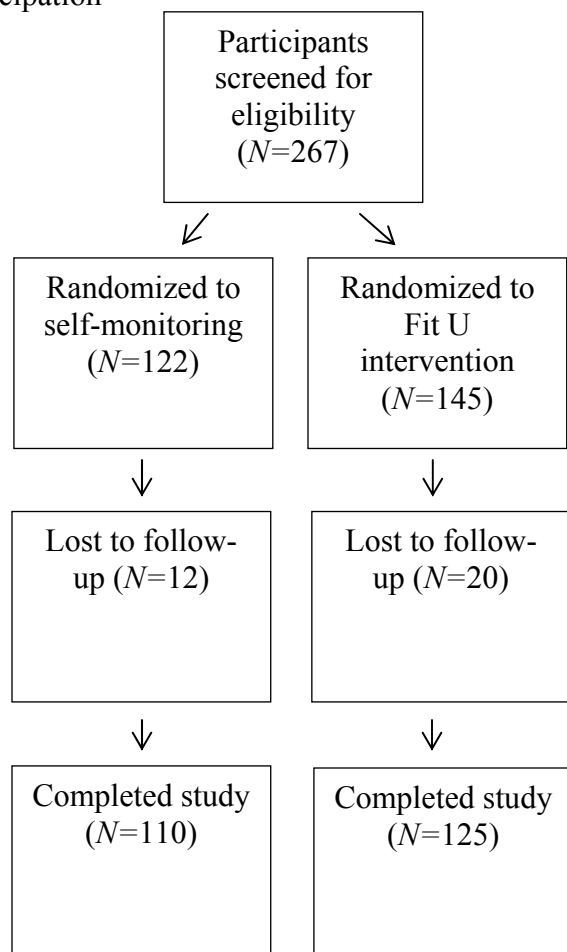 Participants
screened for
eligibility
(N=267)
Randomized to
self-monitoring
(N=122)
Randomized to
Fit U
intervention
(N=145)
Lost to follow-
up (N=12)
Lost to follow-
up (N=20)
Completed study
(N=110)
Completed study
(N=125)